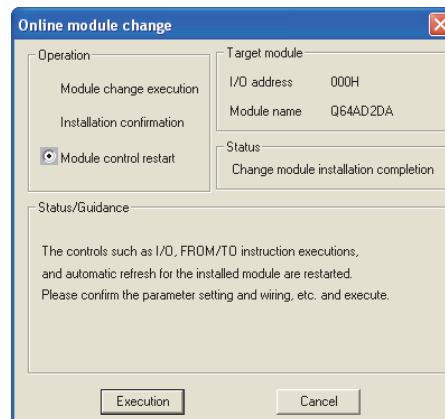 Online module change
Operation
Module change execution
Installation confirmation
Module control restart
Target module
I/O address 000H
Module name Q64AD2DA
Status
Change module installation completion
Status/Guidance
The controls such as I/O, FROM/TO instruction executions,
and automatic refresh for the installed module are restarted.
Please confirm the parameter setting and wiring, etc. and execute.
Execution Cancel